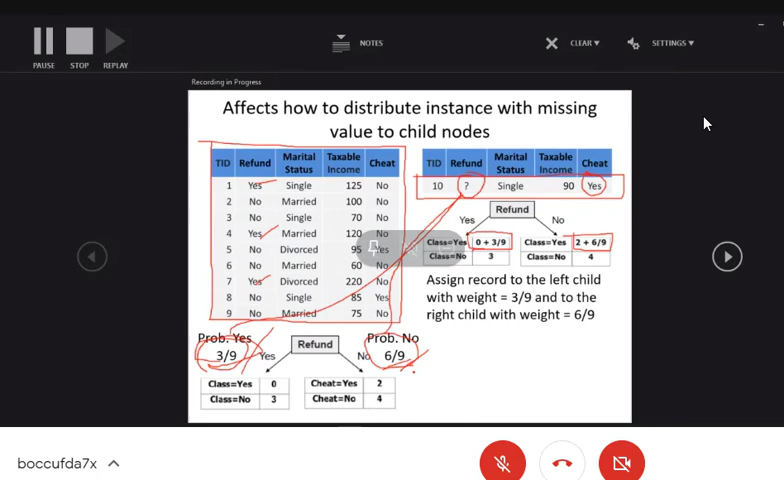 NOTES
CLEAR
SETTINGS
PAUSE STOP REPLAY
Recording in Progress
Affects how to distribute instance with missing
value to child nodes
TID Refund Marital Status Taxable Income Cheat
1 Yes Single 125 No
2 No Married 100 No
3 No Single 70 No
4 Yes Married 120 No
5 No Divorced 95 Yes
6 No Married 60 No
7 Yes Divorced 220 No
8 No Single 85 Yes
9 No Married 75 No
Prob. Yes
3/9
Prob. No
6/9
Refund
Yes
No
Class=Yes 0
Class=No 3
Cheat=Yes 2
Cheat=No 4
TID Refund Marital Status Taxable Income Cheat
10 ? Single 90 Yes
Refund
Yes
No
Class=Yes 0 + 3/9
Class=No 3
Class=Yes 2 + 6/9
Class=No 4
Assign record to the left child
with weight = 3/9 and to the
right child with weight = 6/9
boccufda7x